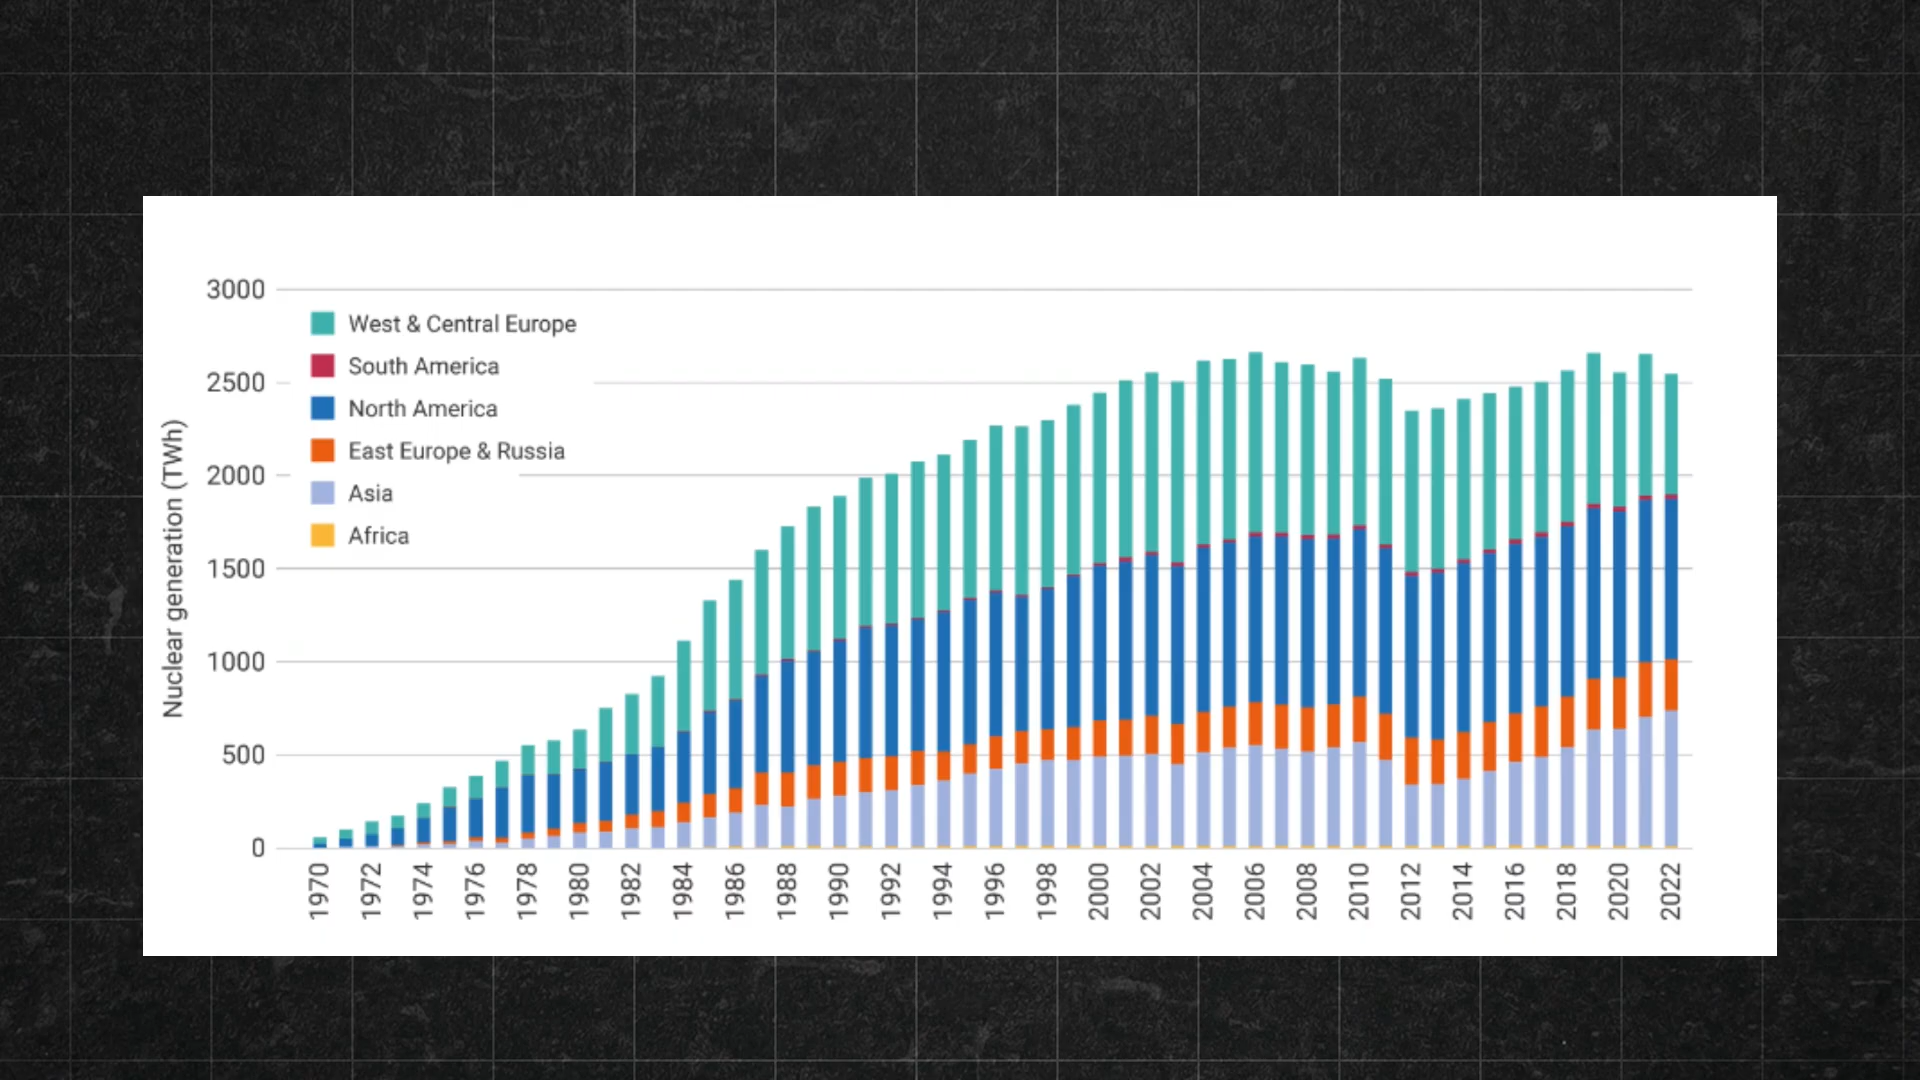 3000
West & Central Europe
South America
2500
North America
East Europe & Russia
2000
Asia
Africa
1500
1000
500
0
Nuclear generation (TWh)
1970 1972 1974 1976 1978 1980 1982 1984 1986 1988 1990 1992 1994 1996 1998 2000 2002 2004 2006 2008 2010 2012 2014 2016 2018 2020 2022